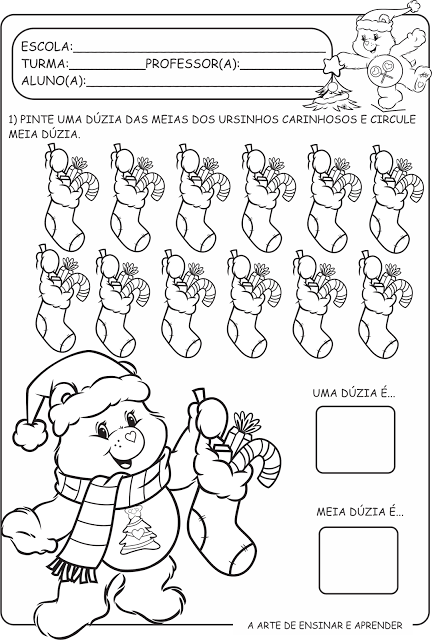 ESCOLA:
TURMA: PROFESSOR(A):
ALUNO(A):
1) PINTE UMA DÚZIA DAS MEIAS DOS URSINHOS CARINHOSOS E CIRCULE
MEIA DÚZIA.
UMA DÚZIA É...
MEIA DÚZIA É...
A ARTE DE ENSINAR E APRENDER